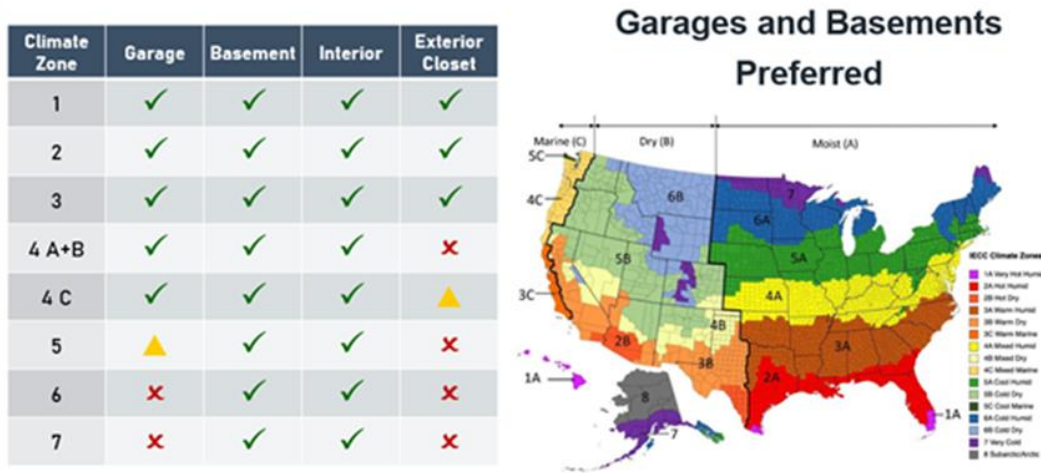 Climate Zone Garage Basement Interior Exterior Closet
1 ✓ ✓ ✓ ✓
2 ✓ ✓ ✓ ✓
3 ✓ ✓ ✓ ✓
4 A+B ✓ ✓ ✓ ✗
4 C ✓ ✓ ✓ ▲
5 ▲ ✓ ✓ ✗
6 ✗ ✓ ✓ ✗
7 ✗ ✓ ✓ ✗
Garages and Basements
Preferred
Marine (C) Dry (B) Moist (A)
5C
4C
3C
6B
5B
4B
3B
2B
7
6A
5A
4A
3A
2A
1A
1A
8
7
IECC Climate Zones
1A Very Hot Humid
2A Hot Humid
2B Hot Dry
3A Warm Humid
3B Warm Dry
3C Warm Marine
4A Mixed Humid
4B Mixed Dry
4C Mixed Marine
5A Cool Humid
5B Cold Dry
5C Cool Marine
6A Cold Humid
6B Cold Dry
7 Very Cold
8 Subarctic/Arctic